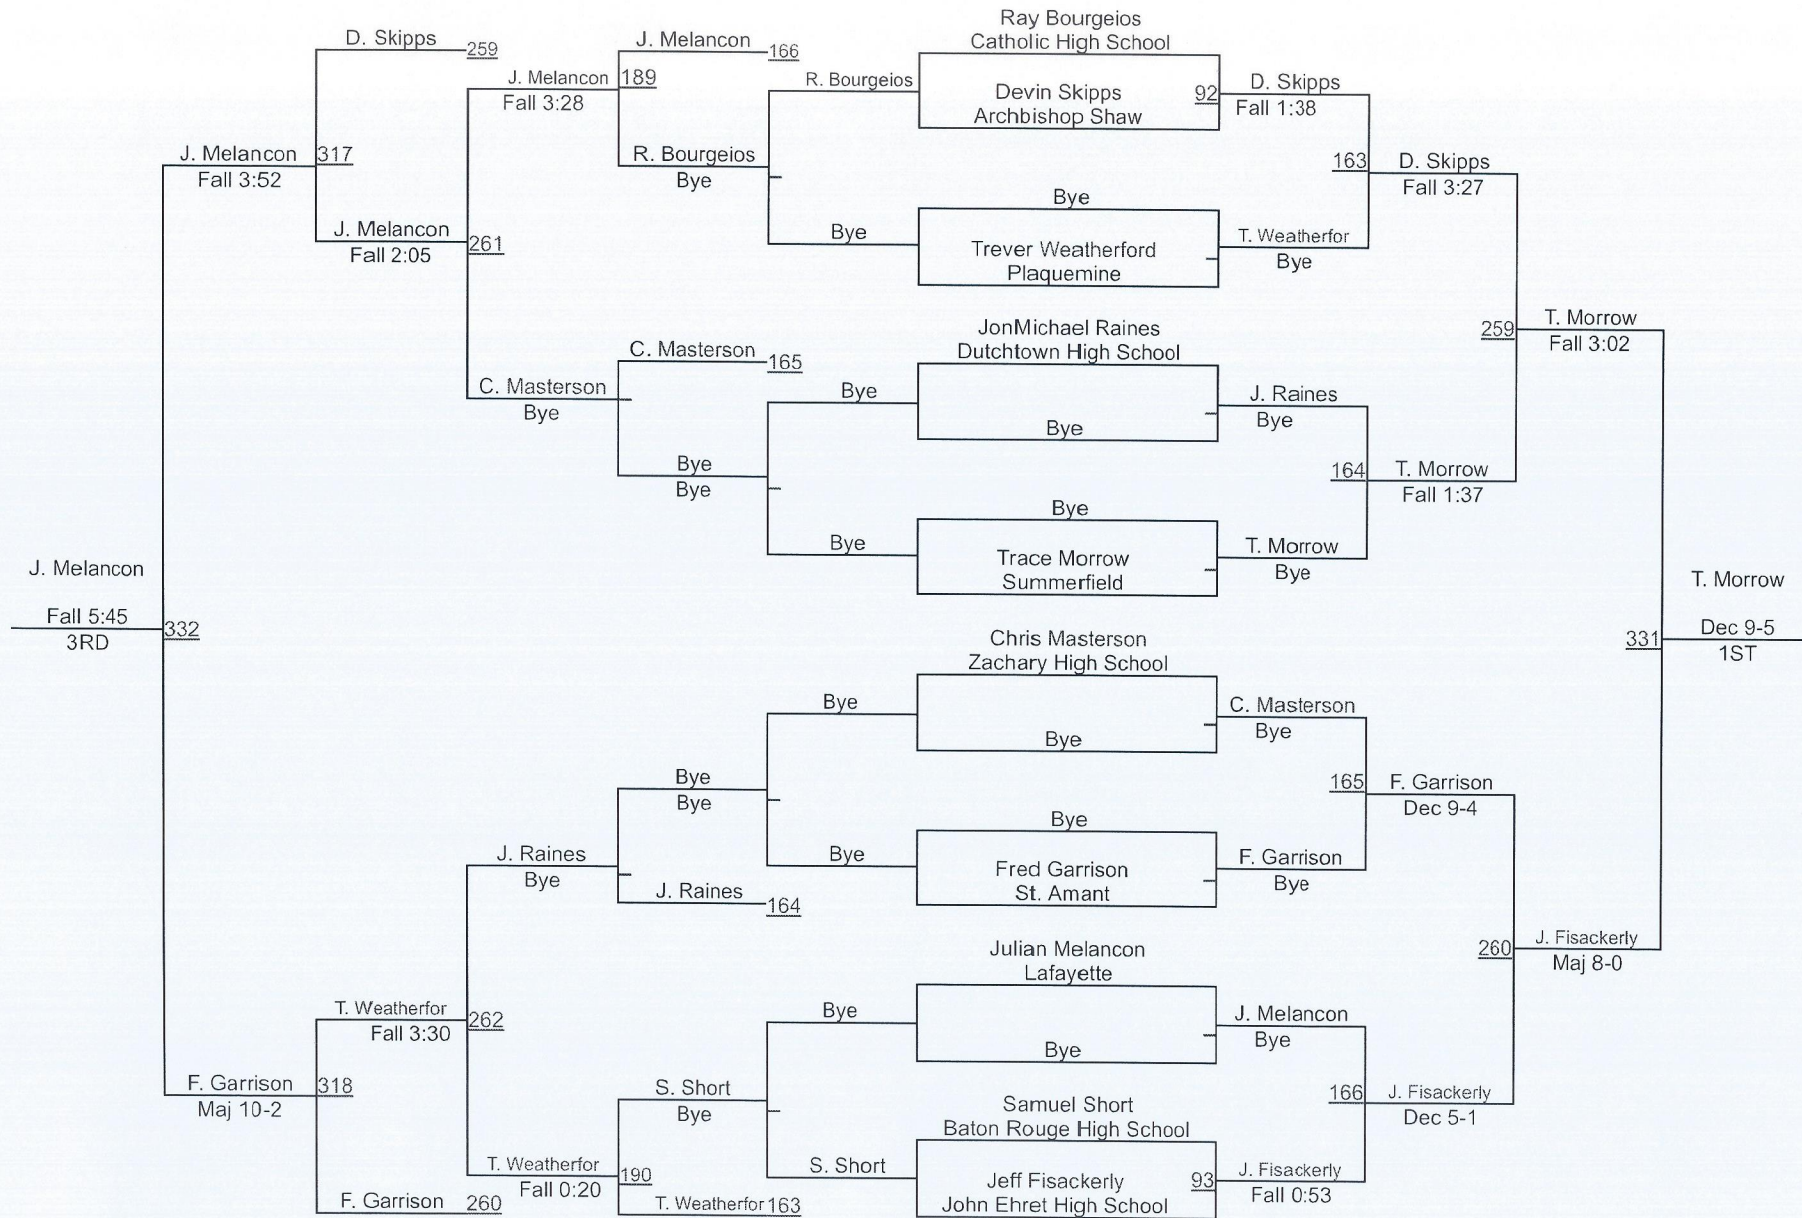 Ray Bourgeios
Catholic High School
D. Skipps 259
J. Melancon 166
J. Melancon 189
Fall 3:28
R. Bourgeios
Devin Skipps 92
Archbishop Shaw
D. Skipps
Fall 1:38
J. Melancon 317
Fall 3:52
R. Bourgeios
Bye
163 D. Skipps
Fall 3:27
Bye
J. Melancon 261
Fall 2:05
Bye
Trever Weatherford
Plaquemine
T. Weatherfor
Bye
JonMichael Raines
Dutchtown High School
259 T. Morrow
Fall 3:02
C. Masterson 165
C. Masterson
Bye
Bye
Bye
J. Raines
Bye
Bye
Bye
164 T. Morrow
Fall 1:37
Bye
Bye
Trace Morrow
Summerfield
T. Morrow
Bye
J. Melancon
Fall 5:45
3RD
332
T. Morrow
331 Dec 9-5
1ST
Chris Masterson
Zachary High School
Bye
Bye
C. Masterson
Bye
Bye
Bye
165 F. Garrison
Dec 9-4
Bye
J. Raines
Bye
Bye
Fred Garrison
St. Amant
F. Garrison
Bye
J. Raines 164
Julian Melancon
Lafayette
260 J. Fisackerly
Maj 8-0
T. Weatherfor 262
Fall 3:30
Bye
Bye
J. Melancon
Bye
F. Garrison 318
Maj 10-2
S. Short
Bye
Samuel Short
Baton Rouge High School
166 J. Fisackerly
Dec 5-1
T. Weatherfor 190
Fall 0:20
S. Short
Jeff Fisackerly 93
John Ehret High School
J. Fisackerly
Fall 0:53
F. Garrison 260
T. Weatherfor 163